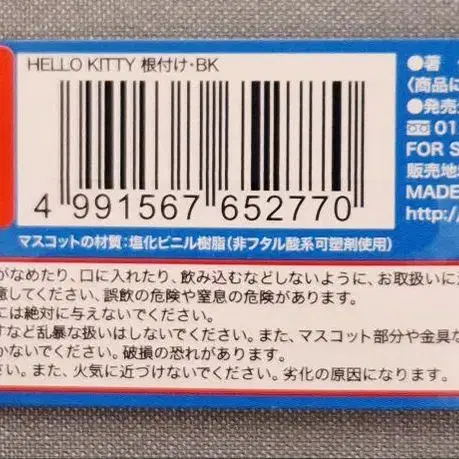 HELLO KITTY 根付け・BK
4 991567 652770
マスコットの材質:塩化ビニル樹脂(非フタル酸系可塑剤使用)
●著
〈商品に
●発売
01
FOR S
販売地
MADE
http://
がなめたり、口に入れたり、飲み込むなどしないように、お取扱いに
慮してください。誤飲の危険や窒息の危険があります。
には絶対に与えないでください。
すなど乱暴な扱いはしないでください。また、マスコット部分や金具な
かないでください。破損の恐れがあります。
さい。また、火気に近づけないでください。劣化の原因になります。